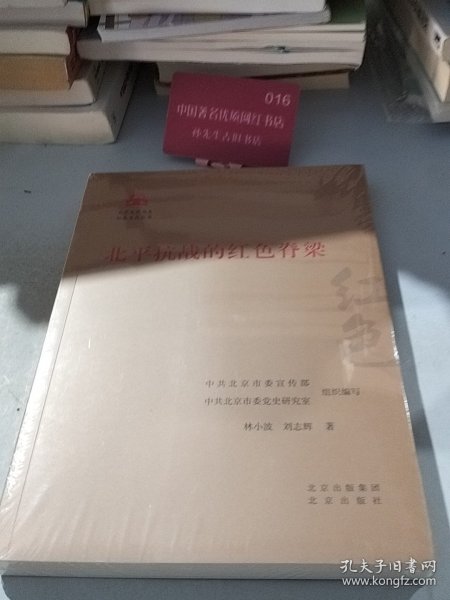 016
中国著名优质网红书店
孙先生古旧书店
北平抗战的红色脊梁
红色
中共北京市委宣传部
中共北京市委党史研究室
组织编写
林小波 刘志辉 著
北京出版集团
北京出版社
孔夫子旧书网
www.kongfz.com